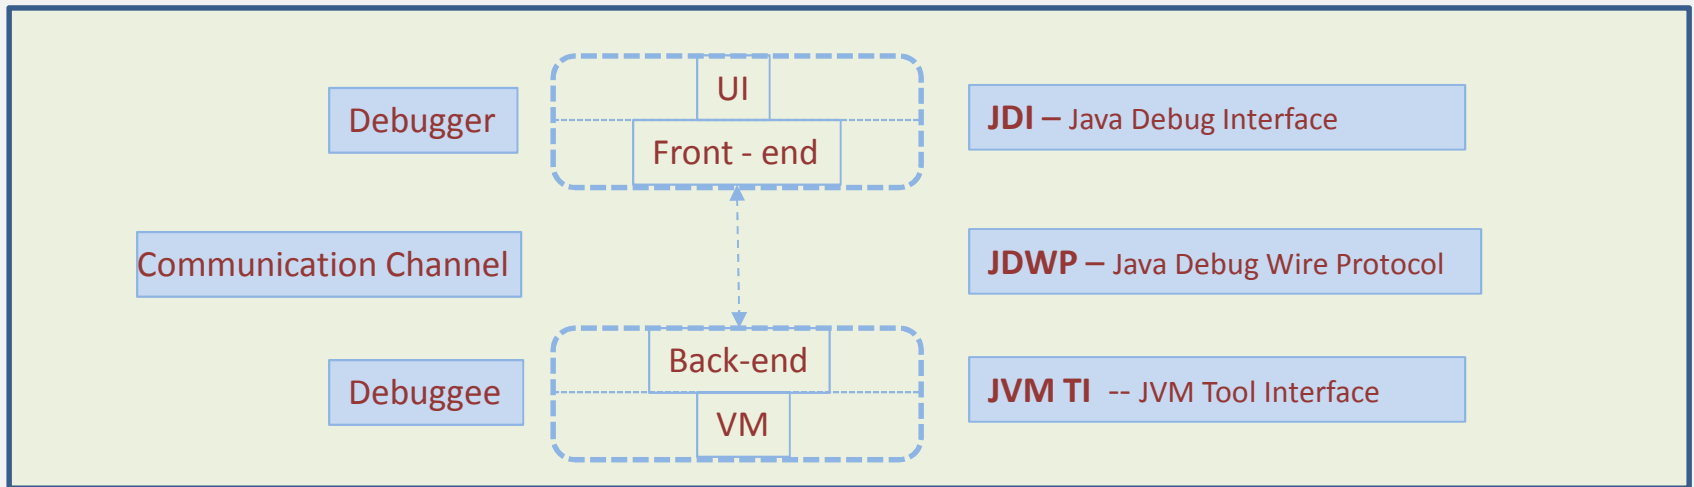 UI
Debugger
JDI – Java Debug Interface
Front - end
Communication Channel
JDWP – Java Debug Wire Protocol
Back-end
Debuggee
JVM TI -- JVM Tool Interface
VM